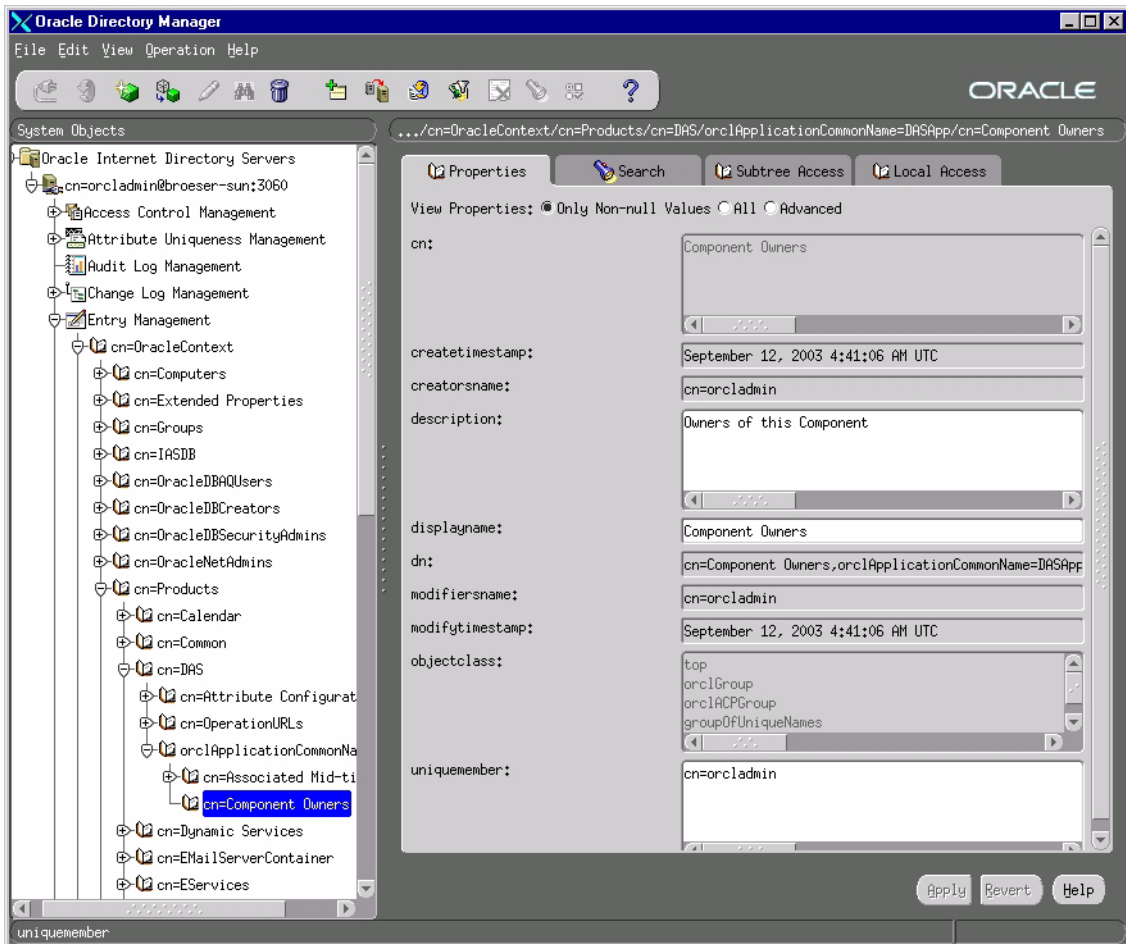 Oracle Directory Manager
File Edit View Operation Help
ORACLE
System Objects
.../cn=OracleContext/cn=Products/cn=DAS/orclApplicationCommonName=DASApp/cn=Component Owners
Oracle Internet Directory Servers
cn=orcladmin@broeser-sun:3060
Access Control Management
Attribute Uniqueness Management
Audit Log Management
Change Log Management
Entry Management
cn=OracleContext
cn=Computers
cn=Extended Properties
cn=Groups
cn=IASDB
cn=OracleDBAQUsers
cn=OracleDBCreators
cn=OracleDBSecurityAdmins
cn=OracleNetAdmins
cn=Products
cn=Calendar
cn=Common
cn=DAS
cn=Attribute Configurat
cn=OperationURLs
orclApplicationCommonNa
cn=Associated Mid-ti
cn=Component Owners
cn=Dynamic Services
cn=EMailServerContainer
cn=EServices
Properties Search Subtree Access Local Access
View Properties: Only Non-null Values All Advanced
cn: Component Owners
createtimestamp: September 12, 2003 4:41:06 AM UTC
creatorsname: cn=orcladmin
description: Owners of this Component
displayname: Component Owners
dn: cn=Component Owners,orclApplicationCommonName=DASApp
modifiersname: cn=orcladmin
modifytimestamp: September 12, 2003 4:41:06 AM UTC
objectclass: top
orclGroup
orclACPGroup
groupOfUniqueNames
uniquemember: cn=orcladmin
Apply Revert Help
uniquemember